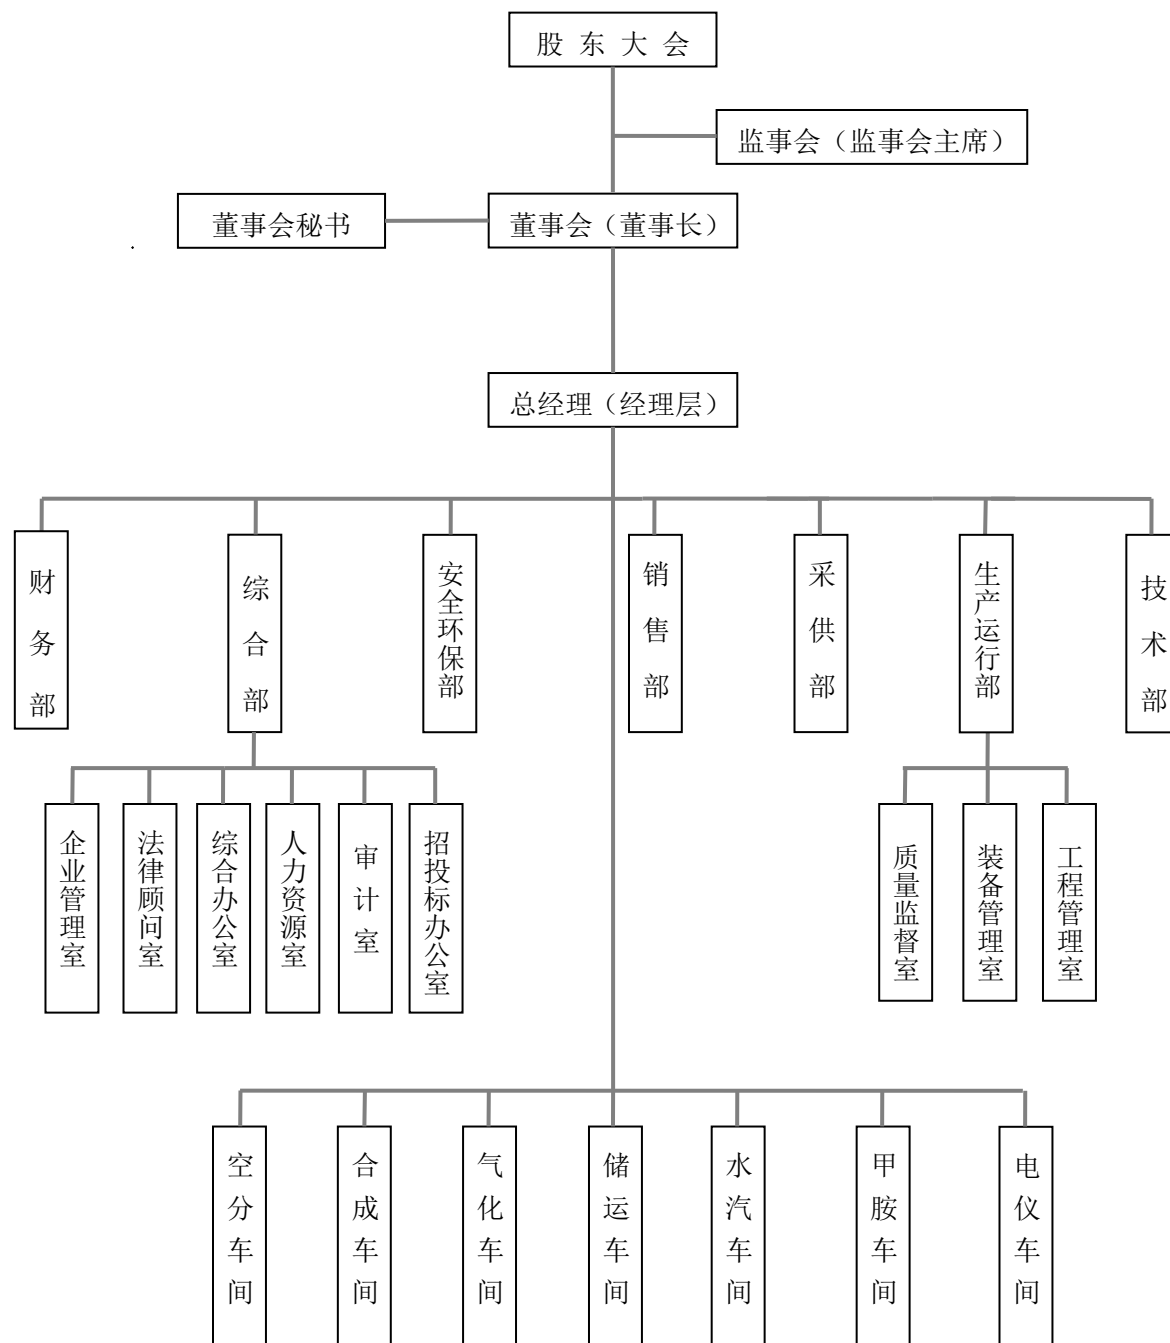 股东大会
监事会（监事会主席）
董事会秘书
董事会（董事长）
总经理（经理层）
财务部
综合部
安全环保部
销售部
采供部
生产运行部
技术部
企业管理室
法律顾问室
综合办公室
人力资源室
审计室
招投标办公室
质量监督室
装备管理室
工程管理室
空分车间
合成车间
气化车间
储运车间
水汽车间
甲胺车间
电仪车间